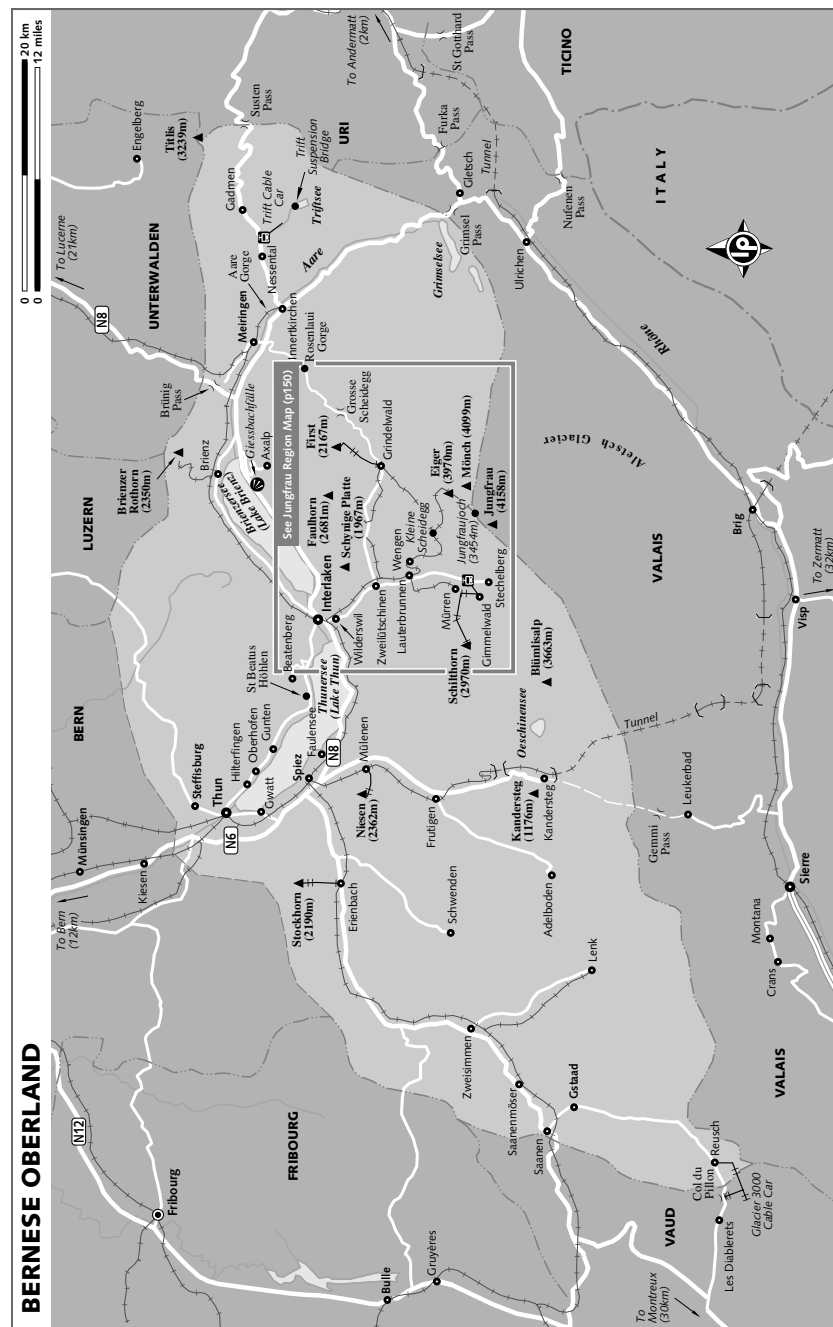 BERNESE OBERLAND
0 20 km
0 12 miles
N12
Fribourg
FRIBOURG
Bulle
Gruyères
To
Montreux
(30km)
VAUD
Les Diablerets
Col du
Pillon
Reusch
Glacier 3000
Cable Car
VALAIS
Gstaad
Saanen
Saanenmöser
Zweisimmen
Lenk
Crans
Montana
Sierre
To Bern
(12km)
Münsingen
Kiesen
BERN
N6
Steffisburg
Thun
Hilterfingen
Oberhofen
Gunten
Gwatt
Stockhorn
(2190m)
Erlenbach
Schwenden
Adelboden
Spiez
Faulensee
N8
Niesen
(2362m)
Mülenen
Frutigen
Kandersteg
(1176m)
Kandersteg
Gemmi
Pass
Leukerbad
Oeschinensee
Tunnel
Blümlisalp
(3663m)
St Beatus
Höhlen
Beatenberg
Thunersee
(Lake Thun)
Interlaken
Wilderswil
Zweilütschinen
Lauterbrunnen
Wengen
Kleine
Scheidegg
Mürren
Gimmelwald
Stechelberg
Schilthorn
(2970m)
Jungfraujoch
(3454m)
Jungfrau
(4158m)
Mönch (4099m)
Eiger
(3970m)
Schynige Platte
(1967m)
Faulhorn
(2681m)
First
(2167m)
Grindelwald
Grosse
Scheidegg
Rosenlaui
Gorge
See Jungfrau Region Map (p150)
LUZERN
Brienzer
Rothorn
(2350m)
Brienz
Brienzersee
(Lake Brienz)
Giessbachfälle
Axalp
Brünig
Pass
N8
To Lucerne
(21km)
UNTERWALDEN
Meiringen
Aare
Gorge
Innertkirchen
Nessental
Gadmen
Trift Cable
Car
Triftsee
Trift
Suspension
Bridge
Titlis
(3239m)
Engelberg
Susten
Pass
URI
Aare
Grimselsee
Grimsel
Pass
Gletsch
Furka
Pass
To Andermatt
(2km)
St Gotthard
Pass
TICINO
Tunnel
Ulrichen
Nufenen
Pass
ITALY
Rhône
Aletsch Glacier
VALAIS
Brig
Visp
To Zermatt
(32km)
lp